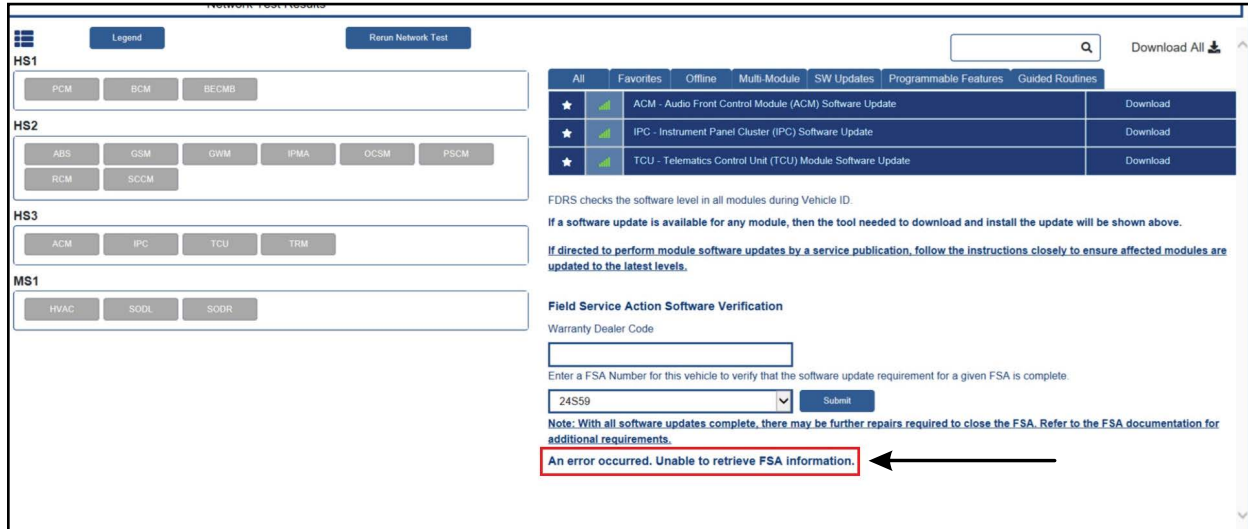 Network Test Results
Legend
Rerun Network Test
Download All
HS1
PCM BCM BECMB
HS2
ABS GSM GWM IPMA OCSM PSCM
RCM SCCM
HS3
ACM IPC TCU TRM
MS1
HVAC SODL SODR
All Favorites Offline Multi-Module SW Updates Programmable Features Guided Routines
ACM - Audio Front Control Module (ACM) Software Update Download
IPC - Instrument Panel Cluster (IPC) Software Update Download
TCU - Telematics Control Unit (TCU) Module Software Update Download
FDRS checks the software level in all modules during Vehicle ID.
If a software update is available for any module, then the tool needed to download and install the update will be shown above.
If directed to perform module software updates by a service publication, follow the instructions closely to ensure affected modules are
updated to the latest levels.
Field Service Action Software Verification
Warranty Dealer Code
Enter a FSA Number for this vehicle to verify that the software update requirement for a given FSA is complete.
24S59
Submit
Note: With all software updates complete, there may be further repairs required to close the FSA. Refer to the FSA documentation for
additional requirements.
An error occurred. Unable to retrieve FSA information.